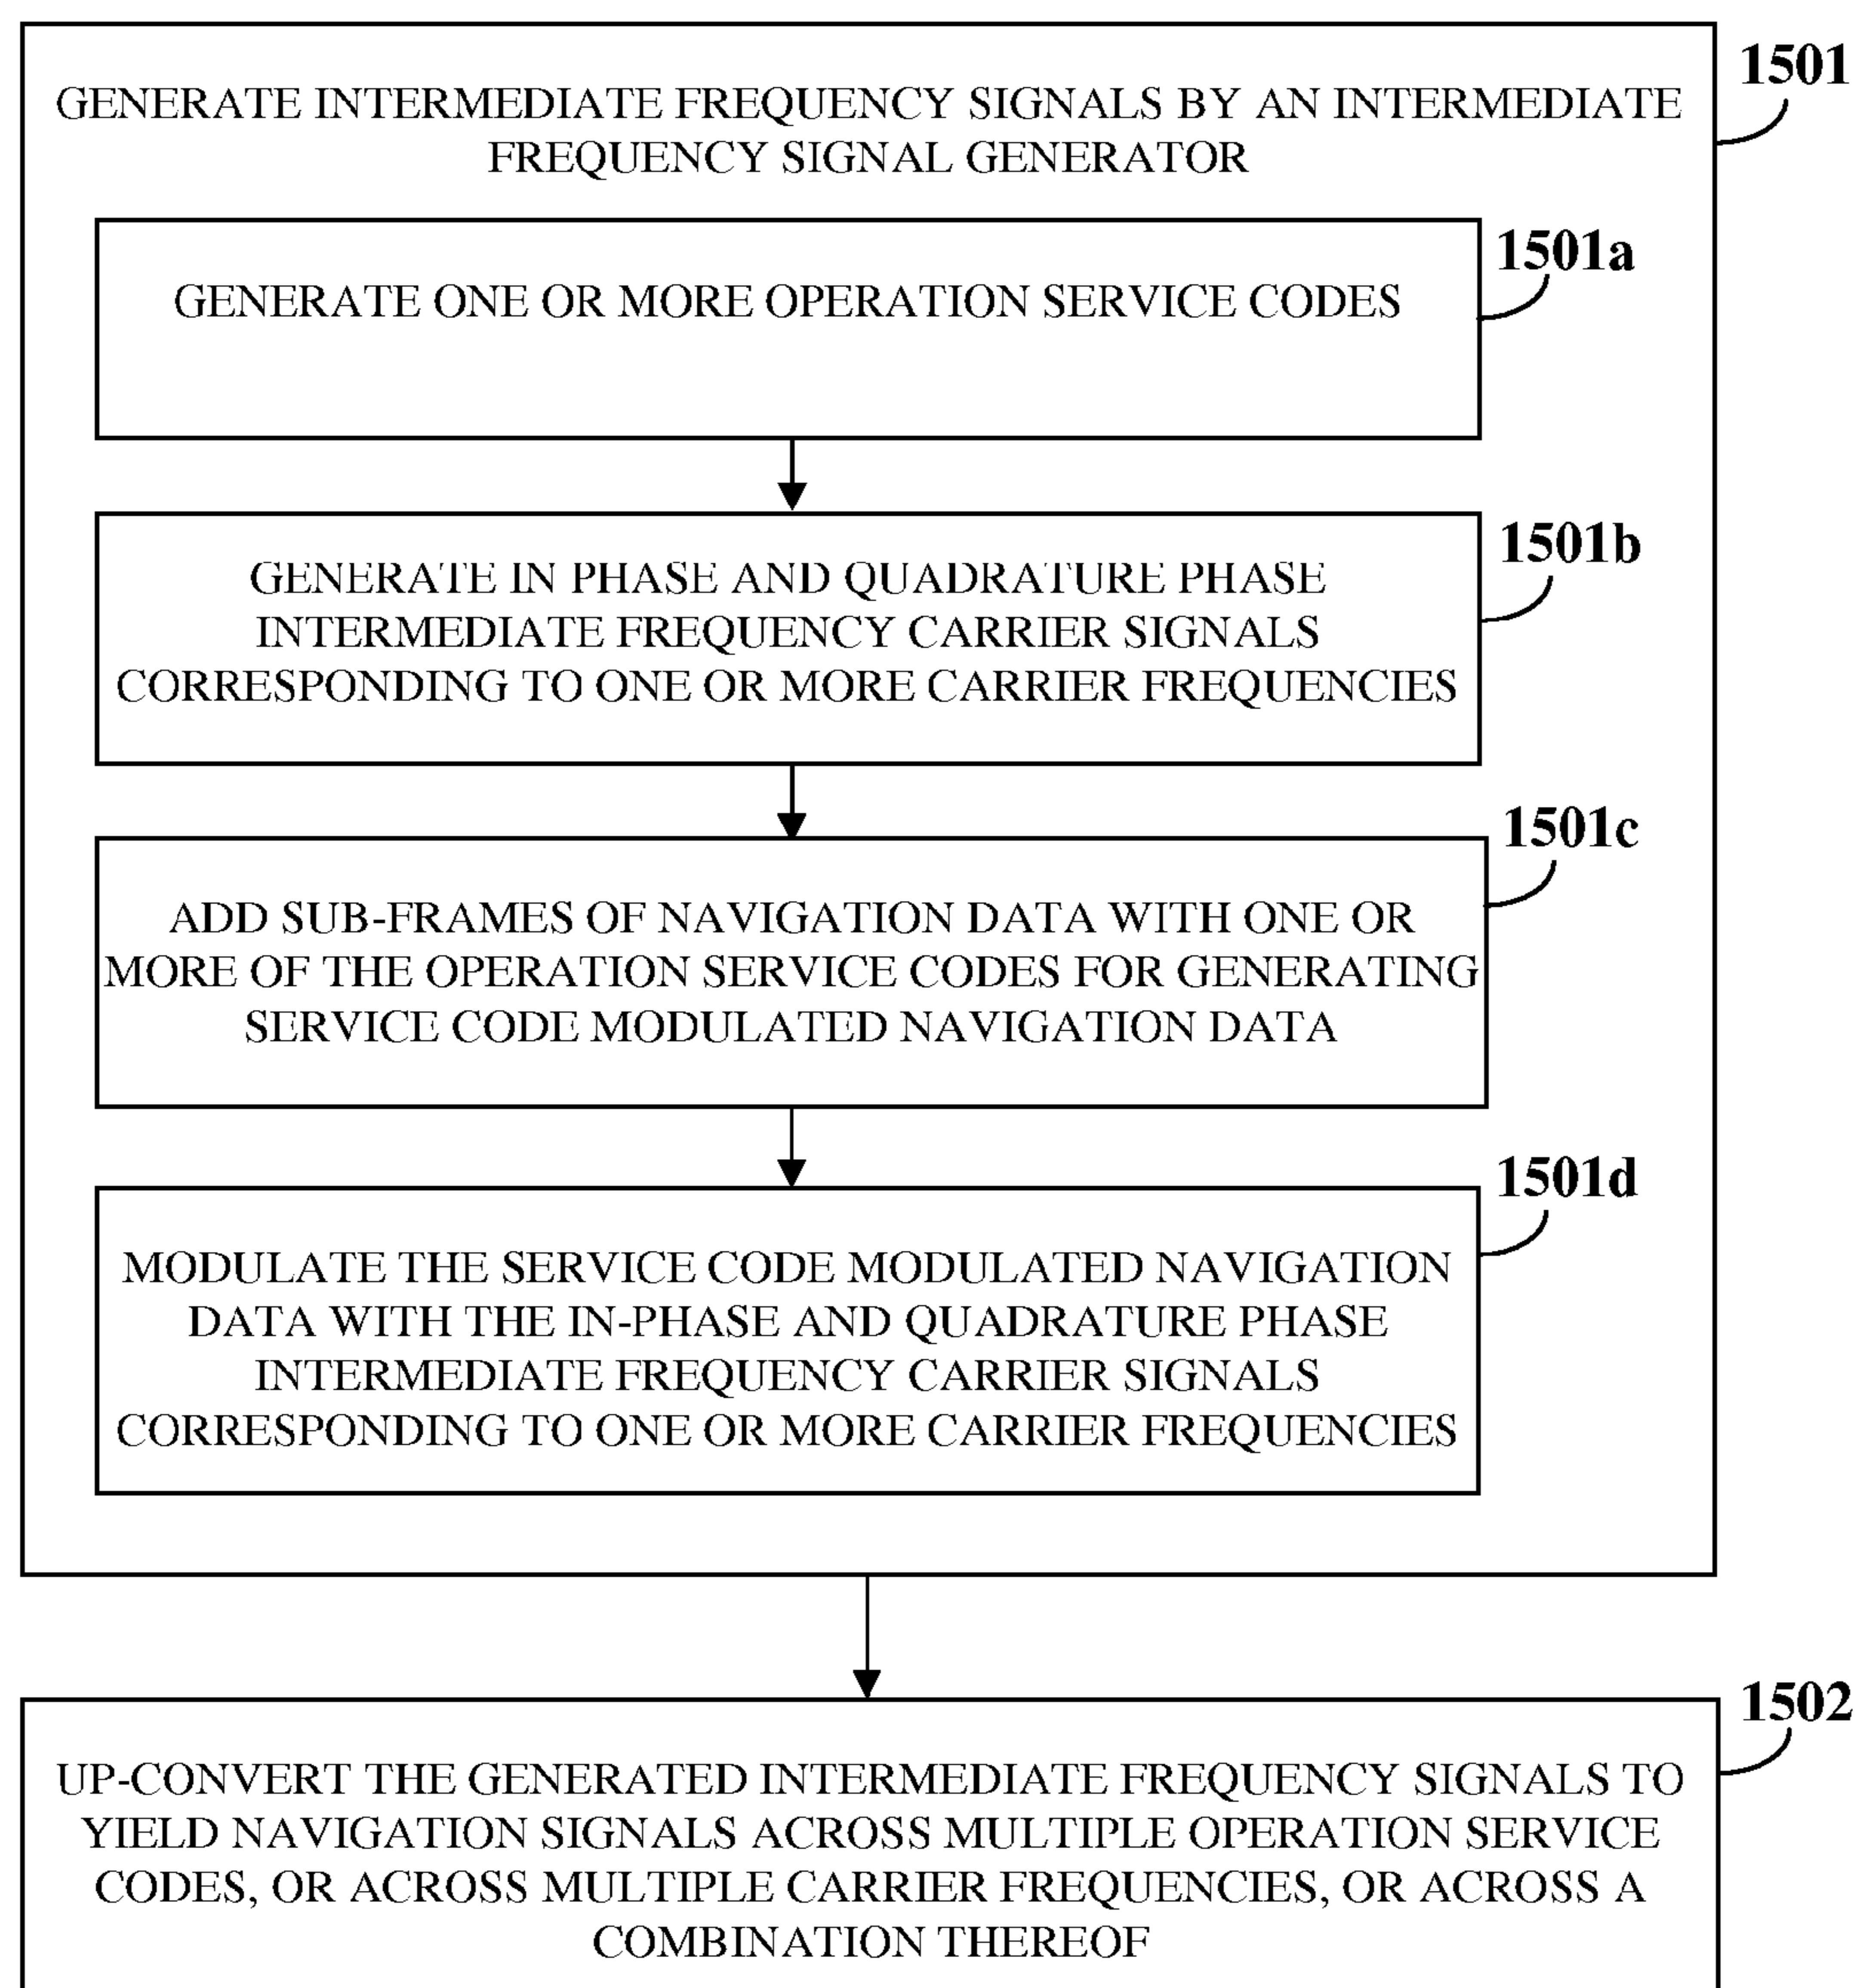 1501
GENERATE INTERMEDIATE FREQUENCY SIGNALS BY AN INTERMEDIATE
FREQUENCY SIGNAL GENERATOR
1501a
GENERATE ONE OR MORE OPERATION SERVICE CODES
1501b
GENERATE IN PHASE AND QUADRATURE PHASE
INTERMEDIATE FREQUENCY CARRIER SIGNALS
CORRESPONDING TO ONE OR MORE CARRIER FREQUENCIES
1501c
ADD SUB-FRAMES OF NAVIGATION DATA WITH ONE OR
MORE OF THE OPERATION SERVICE CODES FOR GENERATING
SERVICE CODE MODULATED NAVIGATION DATA
1501d
MODULATE THE SERVICE CODE MODULATED NAVIGATION
DATA WITH THE IN-PHASE AND QUADRATURE PHASE
INTERMEDIATE FREQUENCY CARRIER SIGNALS
CORRESPONDING TO ONE OR MORE CARRIER FREQUENCIES
1502
UP-CONVERT THE GENERATED INTERMEDIATE FREQUENCY SIGNALS TO
YIELD NAVIGATION SIGNALS ACROSS MULTIPLE OPERATION SERVICE
CODES, OR ACROSS MULTIPLE CARRIER FREQUENCIES, OR ACROSS A
COMBINATION THEREOF